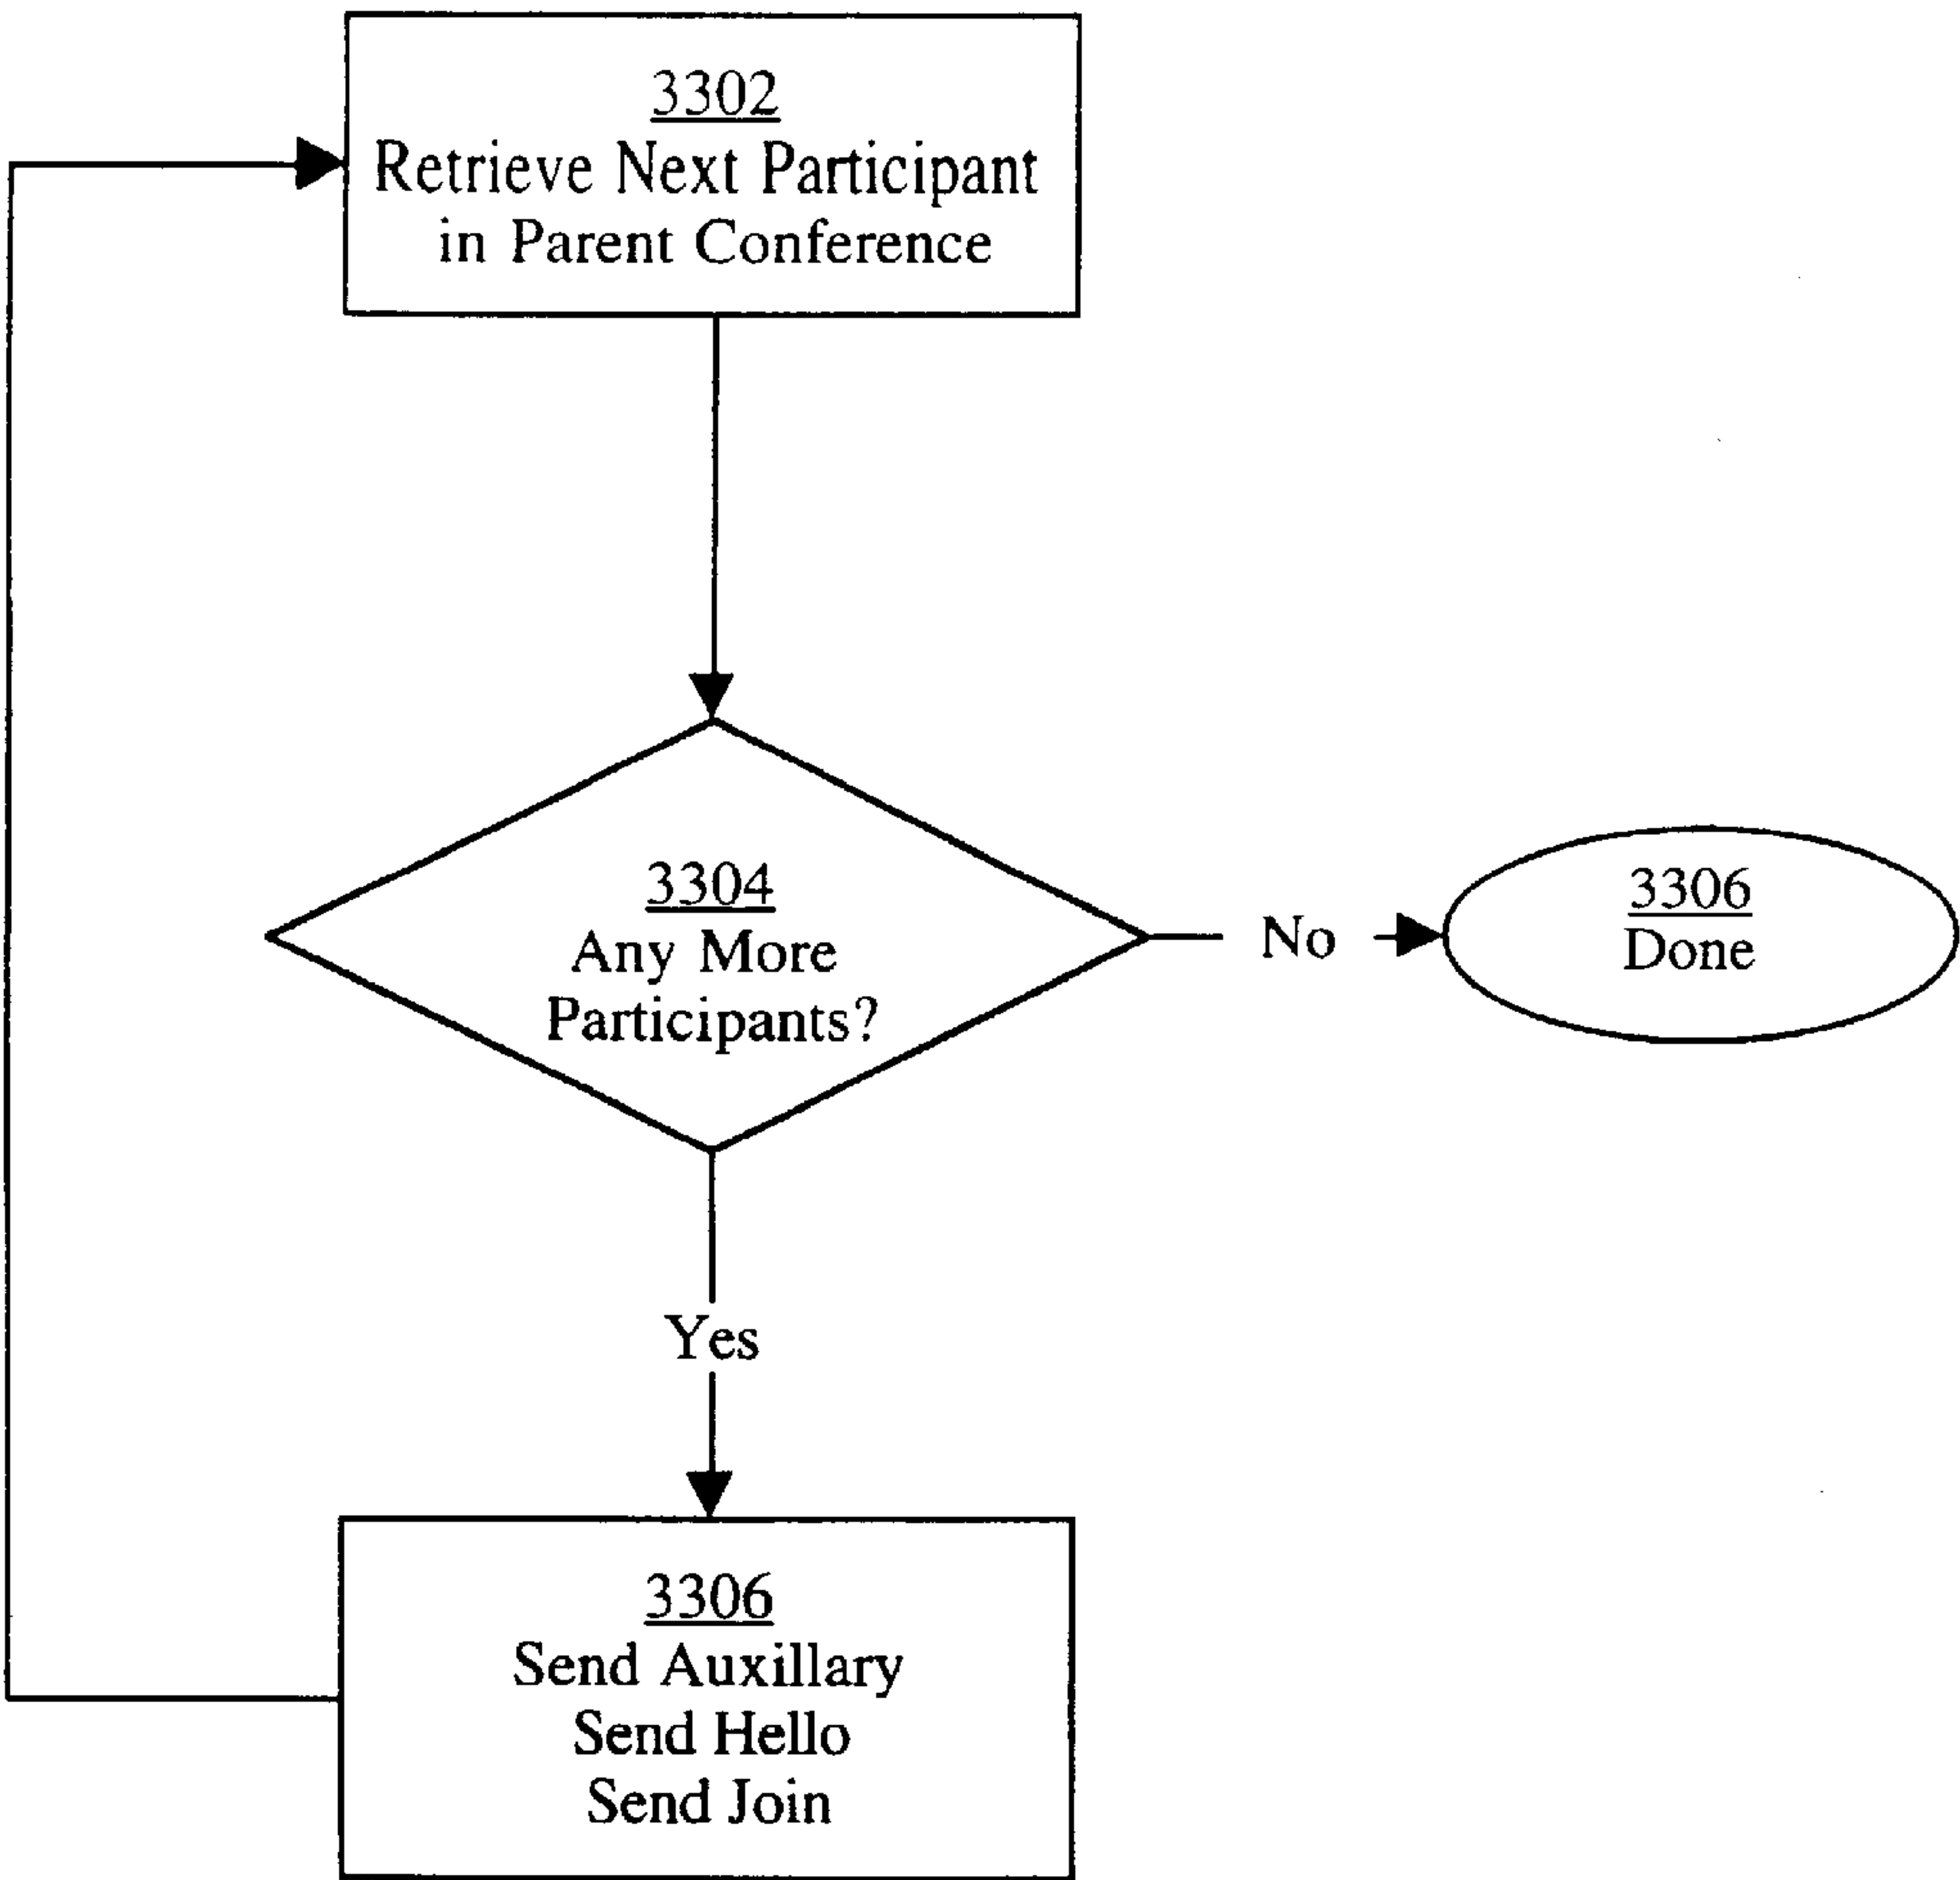 3302
Retrieve Next Participant
in Parent Conference
3304
Any More
Participants?
No
3306
Done
Yes
3306
Send Auxillary
Send Hello
Send Join